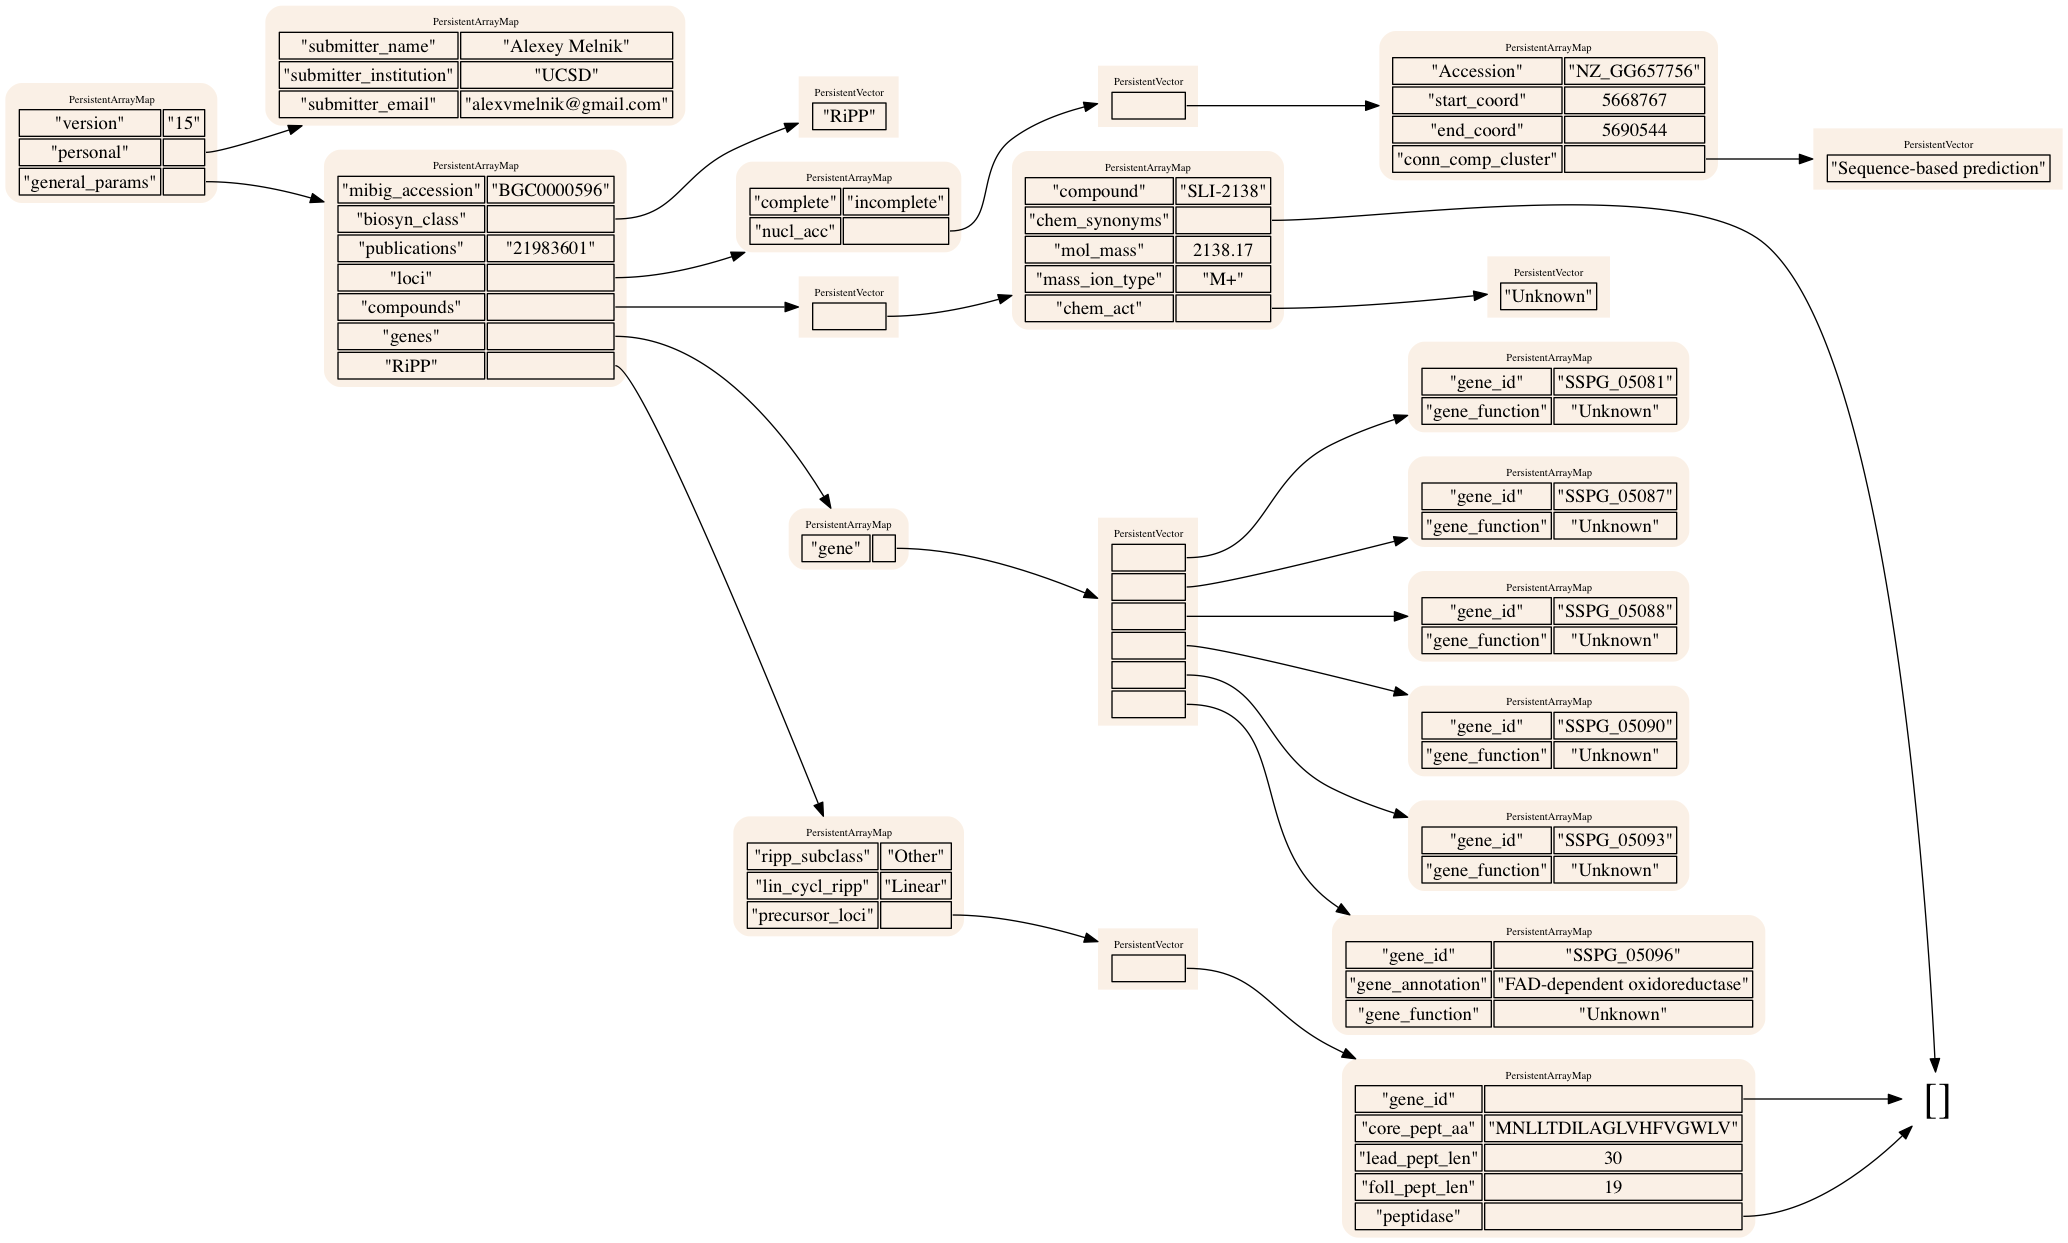 PersistentArrayMap
"version" "15"
"personal"
"general_params"
PersistentArrayMap
"submitter_name" "Alexey Melnik"
"submitter_institution" "UCSD"
"submitter_email" "alexvmelnik@gmail.com"
PersistentArrayMap
"mibig_accession" "BGC0000596"
"biosyn_class"
"publications" "21983601"
"loci"
"compounds"
"genes"
"RiPP"
PersistentVector
"RiPP"
PersistentArrayMap
"complete" "incomplete"
"nucl_acc"
PersistentVector
PersistentVector
PersistentArrayMap
"Accession" "NZ_GG657756"
"start_coord" 5668767
"end_coord" 5690544
"conn_comp_cluster"
PersistentVector
"Sequence-based prediction"
PersistentArrayMap
"compound" "SLI-2138"
"chem_synonyms"
"mol_mass" 2138.17
"mass_ion_type" "M+"
"chem_act"
PersistentVector
"Unknown"
PersistentArrayMap
"gene"
PersistentVector
PersistentArrayMap
"gene_id" "SSPG_05081"
"gene_function" "Unknown"
PersistentArrayMap
"gene_id" "SSPG_05087"
"gene_function" "Unknown"
PersistentArrayMap
"gene_id" "SSPG_05088"
"gene_function" "Unknown"
PersistentArrayMap
"gene_id" "SSPG_05090"
"gene_function" "Unknown"
PersistentArrayMap
"gene_id" "SSPG_05093"
"gene_function" "Unknown"
PersistentArrayMap
"gene_id" "SSPG_05096"
"gene_annotation" "FAD-dependent oxidoreductase"
"gene_function" "Unknown"
PersistentArrayMap
"ripp_subclass" "Other"
"lin_cycl_ripp" "Linear"
"precursor_loci"
PersistentVector
PersistentArrayMap
"gene_id"
"core_pept_aa" "MNLLTDILAGLVHFVGWLV"
"lead_pept_len" 30
"foll_pept_len" 19
"peptidase"
[]